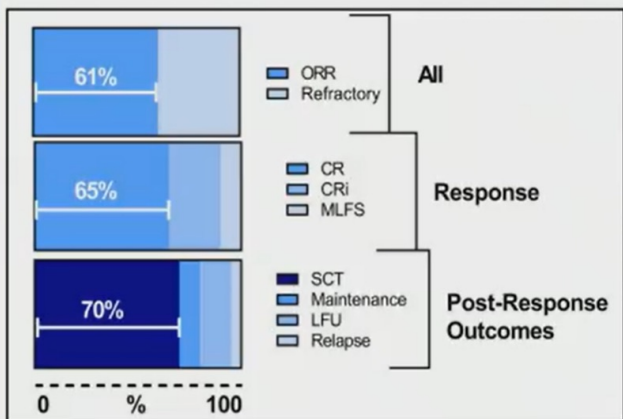 61%
ORR
Refractory
All
65%
CR
CRi
MLFS
Response
70%
SCT
Maintenance
LFU
Relapse
Post-Response
Outcomes
0 % 100